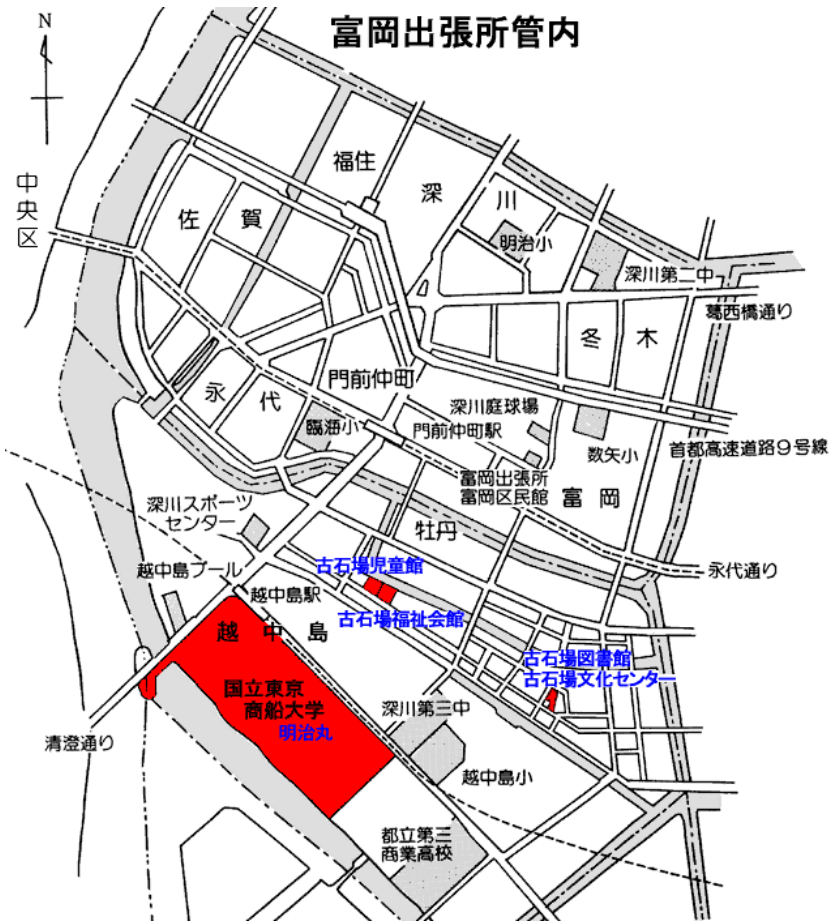 富岡出張所管内
N
中央区
福住
深川
佐賀
明治小
深川第二中
葛西橋通り
冬木
門前仲町
永代
深川庭球場
臨海小
門前仲町駅
数矢小
首都高速道路9号線
富岡出張所
富岡区民館
富岡
深川スポーツ
センター
牡丹
古石場児童館
永代通り
越中島プール
越中島駅
古石場福祉会館
越中島
古石場図書館
古石場文化センター
国立東京
商船大学
明治丸
深川第三中
清澄通り
越中島小
都立第三
商業高校